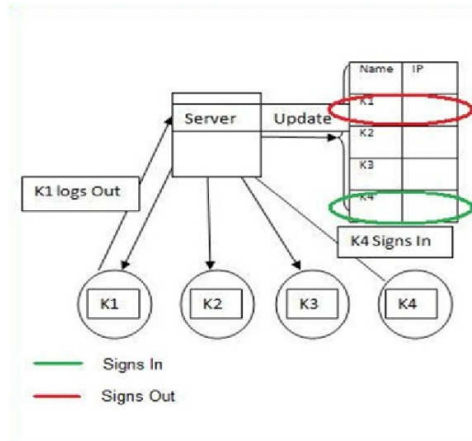 Name IP
K1
Server Update
K2
K3
K1 logs Out
K4
K4 Signs In
K1 K2 K3 K4
Signs In
Signs Out